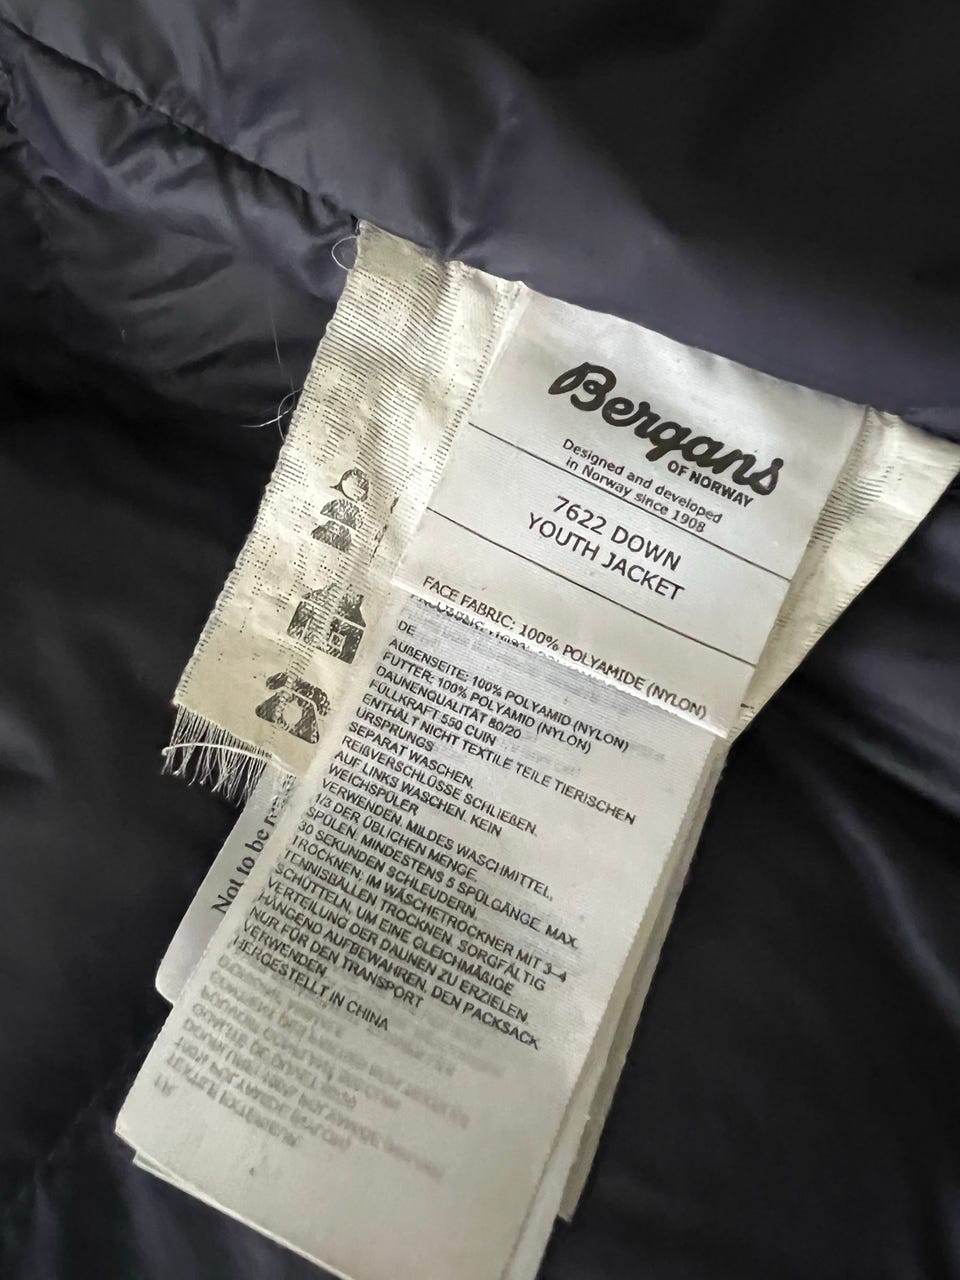 Bergans
OF NORWAY
Designed and developed
in Norway since 1908
7622 DOWN
YOUTH JACKET
FACE FABRIC: 100% POLYAMIDE (NYLON)
DE
AUßENSEITE: 100% POLYAMID (NYLON)
FUTTER: 100% POLYAMID (NYLON)
DAUNENQUALITÄT 80/20
FÜLLKRAFT 550 CUIN
ENTHÄLT NICHT TEXTILE TEILE TIERISCHEN
URSPRUNGS
SEPARAT WASCHEN.
REIßVERSCHLÜSSE SCHLIEßEN.
AUF LINKS WASCHEN. KEIN
WEICHSPÜLER
VERWENDEN. MILDES WASCHMITTEL,
1/3 DER ÜBLICHEN MENGE.
SPÜLEN: MINDESTENS 5 SPÜLGÄNGE. MAX.
30 SEKUNDEN SCHLEUDERN.
TROCKNEN: IM WÄSCHETROCKNER MIT 3-4
TENNISBÄLLEN TROCKNEN. SORGFÄLTIG
SCHÜTTELN, UM EINE GLEICHMÄßIGE
VERTEILUNG DER DAUNEN ZU ERZIELEN.
HÄNGEND AUFBEWAHREN, DEN PACKSACK
NUR FÜR DEN TRANSPORT
VERWENDEN.
HERGESTELLT IN CHINA
Not to be